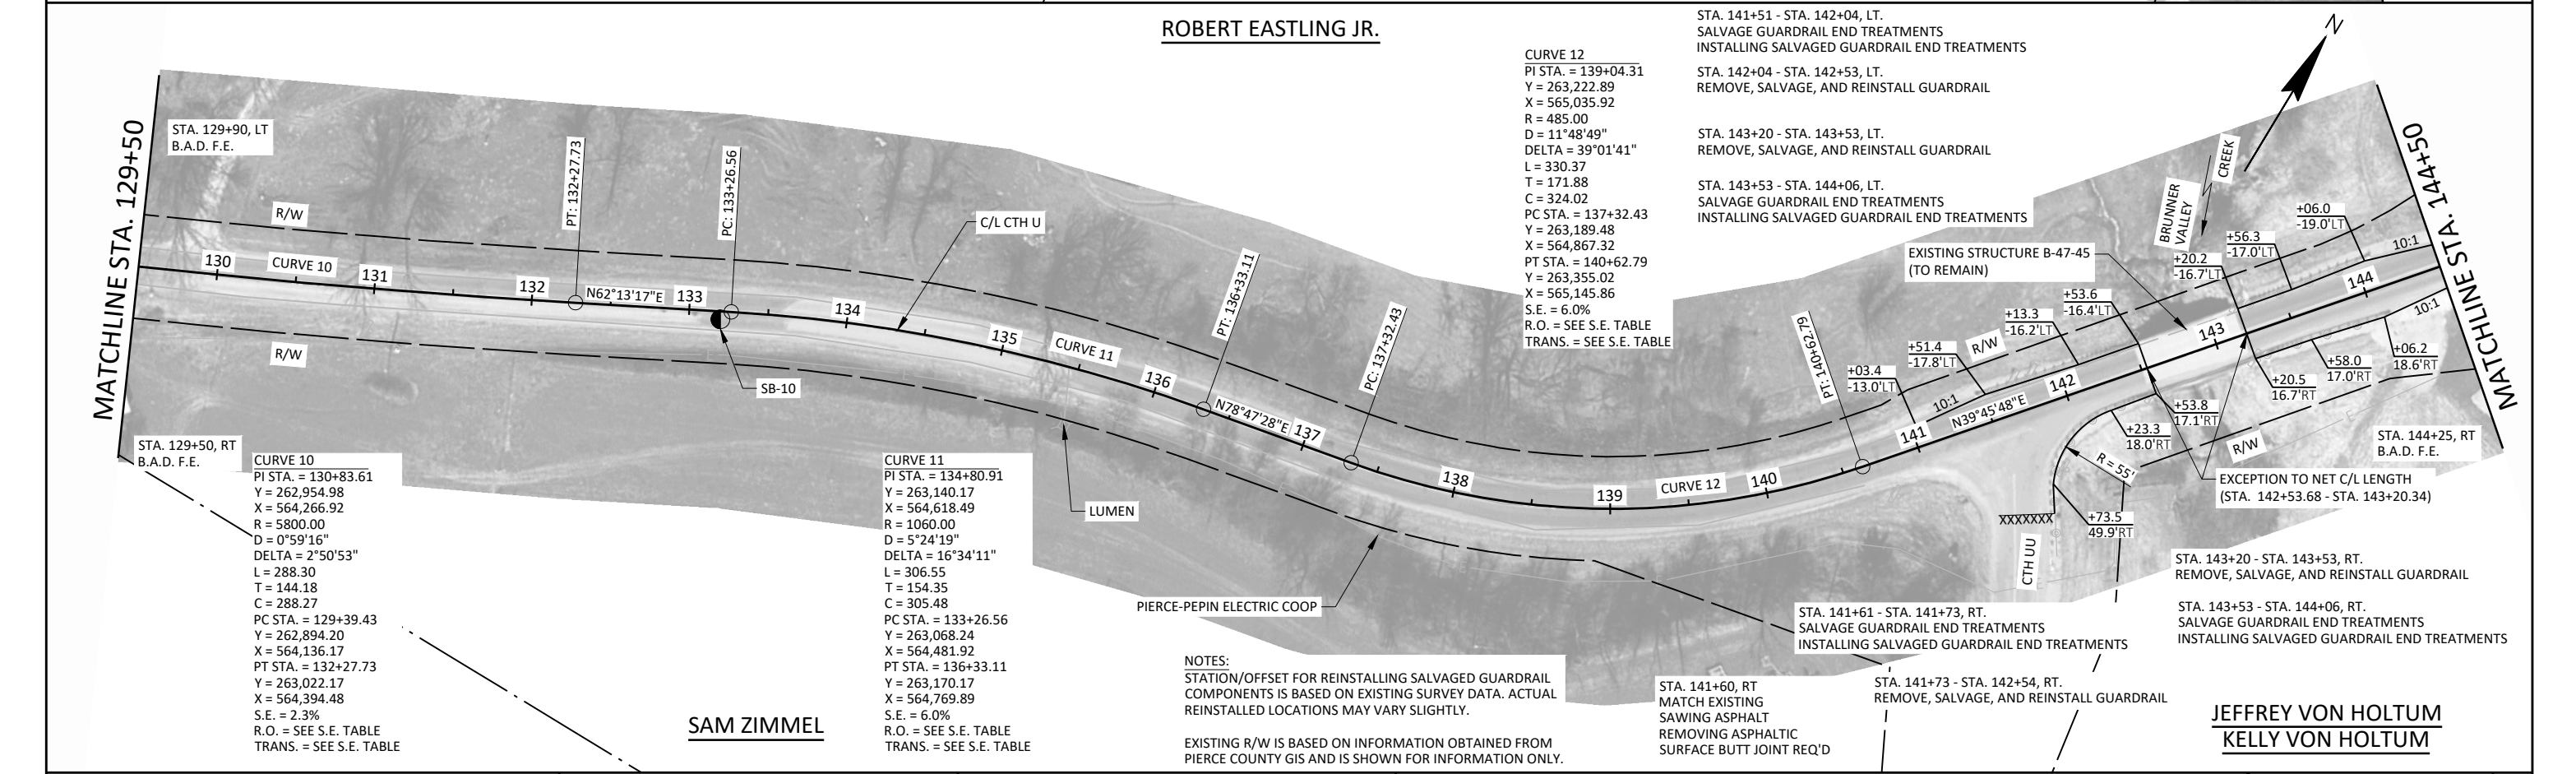 ROBERT EASTLING JR.
STA. 141+51 - STA. 142+04, LT.
SALVAGE GUARDRAIL END TREATMENTS
INSTALLING SALVAGED GUARDRAIL END TREATMENTS
STA. 142+04 - STA. 142+53, LT.
REMOVE, SALVAGE, AND REINSTALL GUARDRAIL
STA. 143+20 - STA. 143+53, LT.
REMOVE, SALVAGE, AND REINSTALL GUARDRAIL
STA. 143+53 - STA. 144+06, LT.
SALVAGE GUARDRAIL END TREATMENTS
INSTALLING SALVAGED GUARDRAIL END TREATMENTS
CURVE 12
PI STA. = 139+04.31
Y = 263,222.89
X = 565,035.92
R = 485.00
D = 11°48'49"
DELTA = 39°01'41"
L = 330.37
T = 171.88
C = 324.02
PC STA. = 137+32.43
Y = 263,189.48
X = 564,867.32
PT STA. = 140+62.79
Y = 263,355.02
X = 565,145.86
S.E. = 6.0%
R.O. = SEE S.E. TABLE
TRANS. = SEE S.E. TABLE
N
MATCHLINE STA. 129+50
STA. 129+90, LT
B.A.D. F.E.
R/W
130
CURVE 10
131
132
PT: 132+27.73
N62°13'17"E
133
PC: 133+26.56
134
C/L CTH U
135
CURVE 11
136
PT: 136+33.11
N78°47'28"E
137
PC: 137+32.43
138
139
CURVE 12
140
PT: 140+62.79
141
N39°45'48"E
142
143
144
R/W
SB-10
LUMEN
PIERCE-PEPIN ELECTRIC COOP
STA. 129+50, RT
B.A.D. F.E.
CURVE 10
PI STA. = 130+83.61
Y = 262,954.98
X = 564,266.92
R = 5800.00
D = 0°59'16"
DELTA = 2°50'53"
L = 288.30
T = 144.18
C = 288.27
PC STA. = 129+39.43
Y = 262,894.20
X = 564,136.17
PT STA. = 132+27.73
Y = 263,022.17
X = 564,394.48
S.E. = 2.3%
R.O. = SEE S.E. TABLE
TRANS. = SEE S.E. TABLE
SAM ZIMMEL
CURVE 11
PI STA. = 134+80.91
Y = 263,140.17
X = 564,618.49
R = 1060.00
D = 5°24'19"
DELTA = 16°34'11"
L = 306.55
T = 154.35
C = 305.48
PC STA. = 133+26.56
Y = 263,068.24
X = 564,481.92
PT STA. = 136+33.11
Y = 263,170.17
X = 564,769.89
S.E. = 6.0%
R.O. = SEE S.E. TABLE
TRANS. = SEE S.E. TABLE
NOTES:
STATION/OFFSET FOR REINSTALLING SALVAGED GUARDRAIL
COMPONENTS IS BASED ON EXISTING SURVEY DATA. ACTUAL
REINSTALLED LOCATIONS MAY VARY SLIGHTLY.
EXISTING R/W IS BASED ON INFORMATION OBTAINED FROM
PIERCE COUNTY GIS AND IS SHOWN FOR INFORMATION ONLY.
EXISTING STRUCTURE B-47-45
(TO REMAIN)
BRUNNER
VALLEY
CREEK
+03.4
-13.0'LT
+51.4
-17.8'LT
+13.3
-16.2'LT
+53.6
-16.4'LT
+20.2
-16.7'LT
+56.3
-17.0'LT
+06.0
-19.0'LT
R/W
10:1
10:1
10:1
+06.2
18.6'RT
+58.0
17.0'RT
+20.5
16.7'RT
+53.8
17.1'RT
+23.3
18.0'RT
R = 55'
+73.5
49.9'RT
XXXXXXX
CTH UU
R/W
MATCHLINE STA. 144+50
STA. 144+25, RT
B.A.D. F.E.
EXCEPTION TO NET C/L LENGTH
(STA. 142+53.68 - STA. 143+20.34)
STA. 143+20 - STA. 143+53, RT.
REMOVE, SALVAGE, AND REINSTALL GUARDRAIL
STA. 143+53 - STA. 144+06, RT.
SALVAGE GUARDRAIL END TREATMENTS
INSTALLING SALVAGED GUARDRAIL END TREATMENTS
STA. 141+61 - STA. 141+73, RT.
SALVAGE GUARDRAIL END TREATMENTS
INSTALLING SALVAGED GUARDRAIL END TREATMENTS
STA. 141+73 - STA. 142+54, RT.
REMOVE, SALVAGE, AND REINSTALL GUARDRAIL
STA. 141+60, RT
MATCH EXISTING
SAWING ASPHALT
REMOVING ASPHALTIC
SURFACE BUTT JOINT REQ'D
JEFFREY VON HOLTUM
KELLY VON HOLTUM